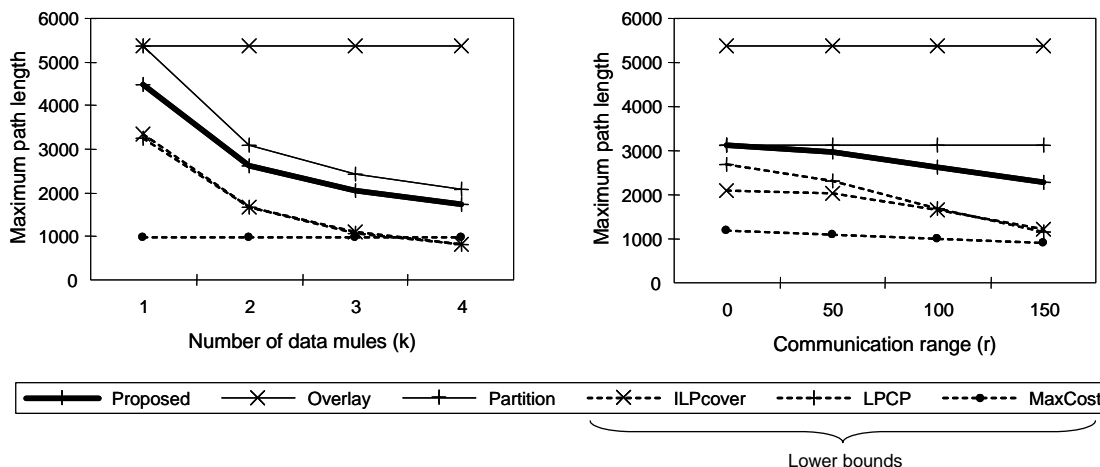 6000
5000
4000
3000
2000
1000
0
Maximum path length
1 2 3 4
Number of data mules (k)
6000
5000
4000
3000
2000
1000
0
Maximum path length
0 50 100 150
Communication range (r)
Proposed Overlay Partition ILPcover LPCP MaxCost
Lower bounds